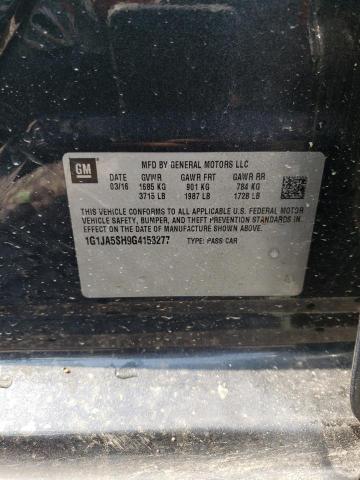 GM
MFD BY GENERAL MOTORS LLC
DATE GVWR GAWR FRT GAWR RR
03/16 1685 KG 901 KG 784 KG
3715 LB 1987 LB 1728 LB
THIS VEHICLE CONFORMS TO ALL APPLICABLE U.S. FEDERAL MOTOR
VEHICLE SAFETY, BUMPER, AND THEFT PREVENTION STANDARDS IN
EFFECT ON THE DATE OF MANUFACTURE SHOWN ABOVE.
1G1JA5SH9G4153277 TYPE: PASS CAR